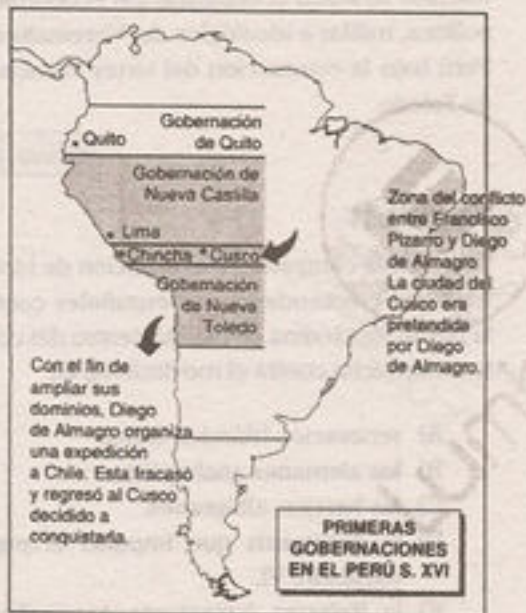 Gobernación
de Quito
Quito
Gobernación de
Nueva Castilla
Lima
Chincha * Cusco
Gobernación
de Nueva
Toledo
Zona del conflicto
entre Francisco
Pizarro y Diego
de Almagro
La ciudad del
Cusco era
pretendida
por Diego
de Almagro.
Con el fin de
ampliar sus
dominios, Diego
de Almagro organiza
una expedición
a Chile. Esta fracasó
y regresó al Cusco
decidido a
conquistarla.
PRIMERAS
GOBERNACIONES
EN EL PERÚ S. XVI